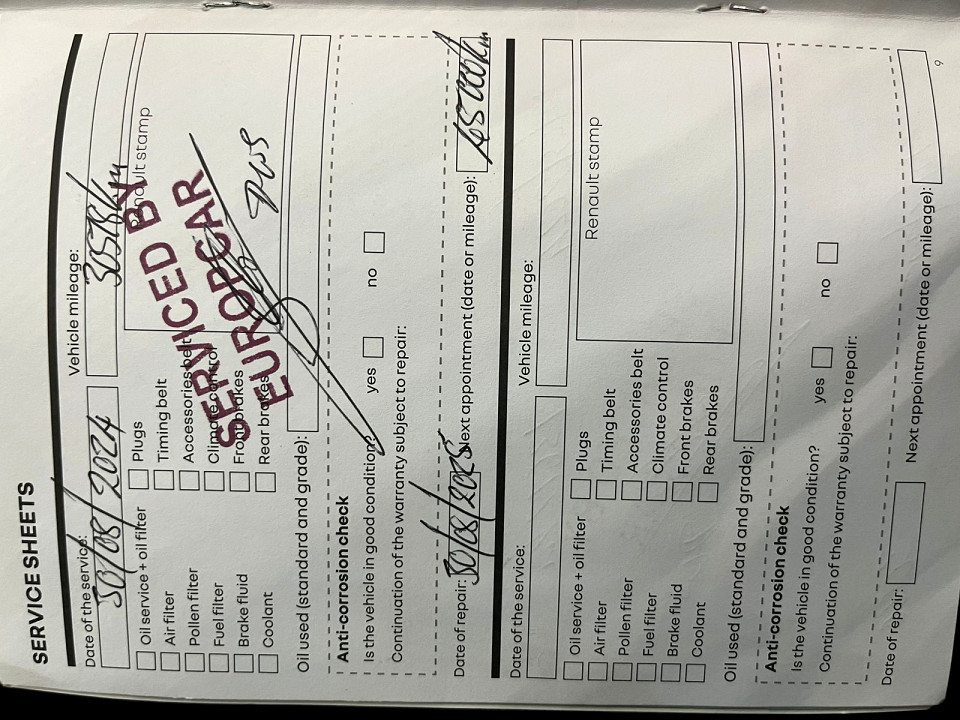 SERVICE SHEETS
Date of the service:
Vehicle mileage:
30/08/2024
30578km
Oil service + oil filter
Air filter
Pollen filter
Fuel filter
Brake fluid
Coolant
Plugs
Timing belt
Accessories belt
Climate control
Front brakes
Rear brakes
Renault stamp
SERVICED BY
EUROPCAR
Oil used (standard and grade):
Anti-corrosion check
Is the vehicle in good condition?
yes
no
Continuation of the warranty subject to repair:
Date of repair:
30/08/2025
Next appointment (date or mileage):
Date of the service:
Vehicle mileage:
Oil service + oil filter
Air filter
Pollen filter
Fuel filter
Brake fluid
Coolant
Plugs
Timing belt
Accessories belt
Climate control
Front brakes
Rear brakes
Renault stamp
Oil used (standard and grade):
Anti-corrosion check
Is the vehicle in good condition?
yes
no
Continuation of the warranty subject to repair:
Date of repair:
Next appointment (date or mileage):
9